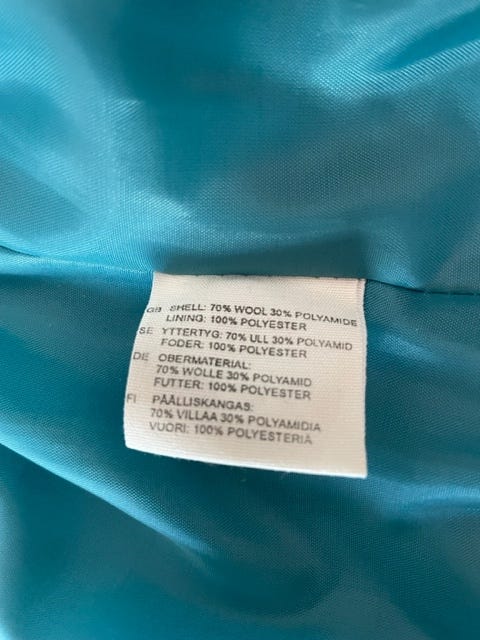 GB SHELL: 70% WOOL 30% POLYAMIDE
LINING: 100% POLYESTER
SE YTTERTYG: 70% ULL 30% POLYAMID
FODER: 100% POLYESTER
DE OBERMATERIAL:
70% WOLLE 30% POLYAMID
FUTTER: 100% POLYESTER
FI PÄÄLLISKANGAS:
70% VILLAA 30% POLYAMIDIA
VUORI: 100% POLYESTERIÄ